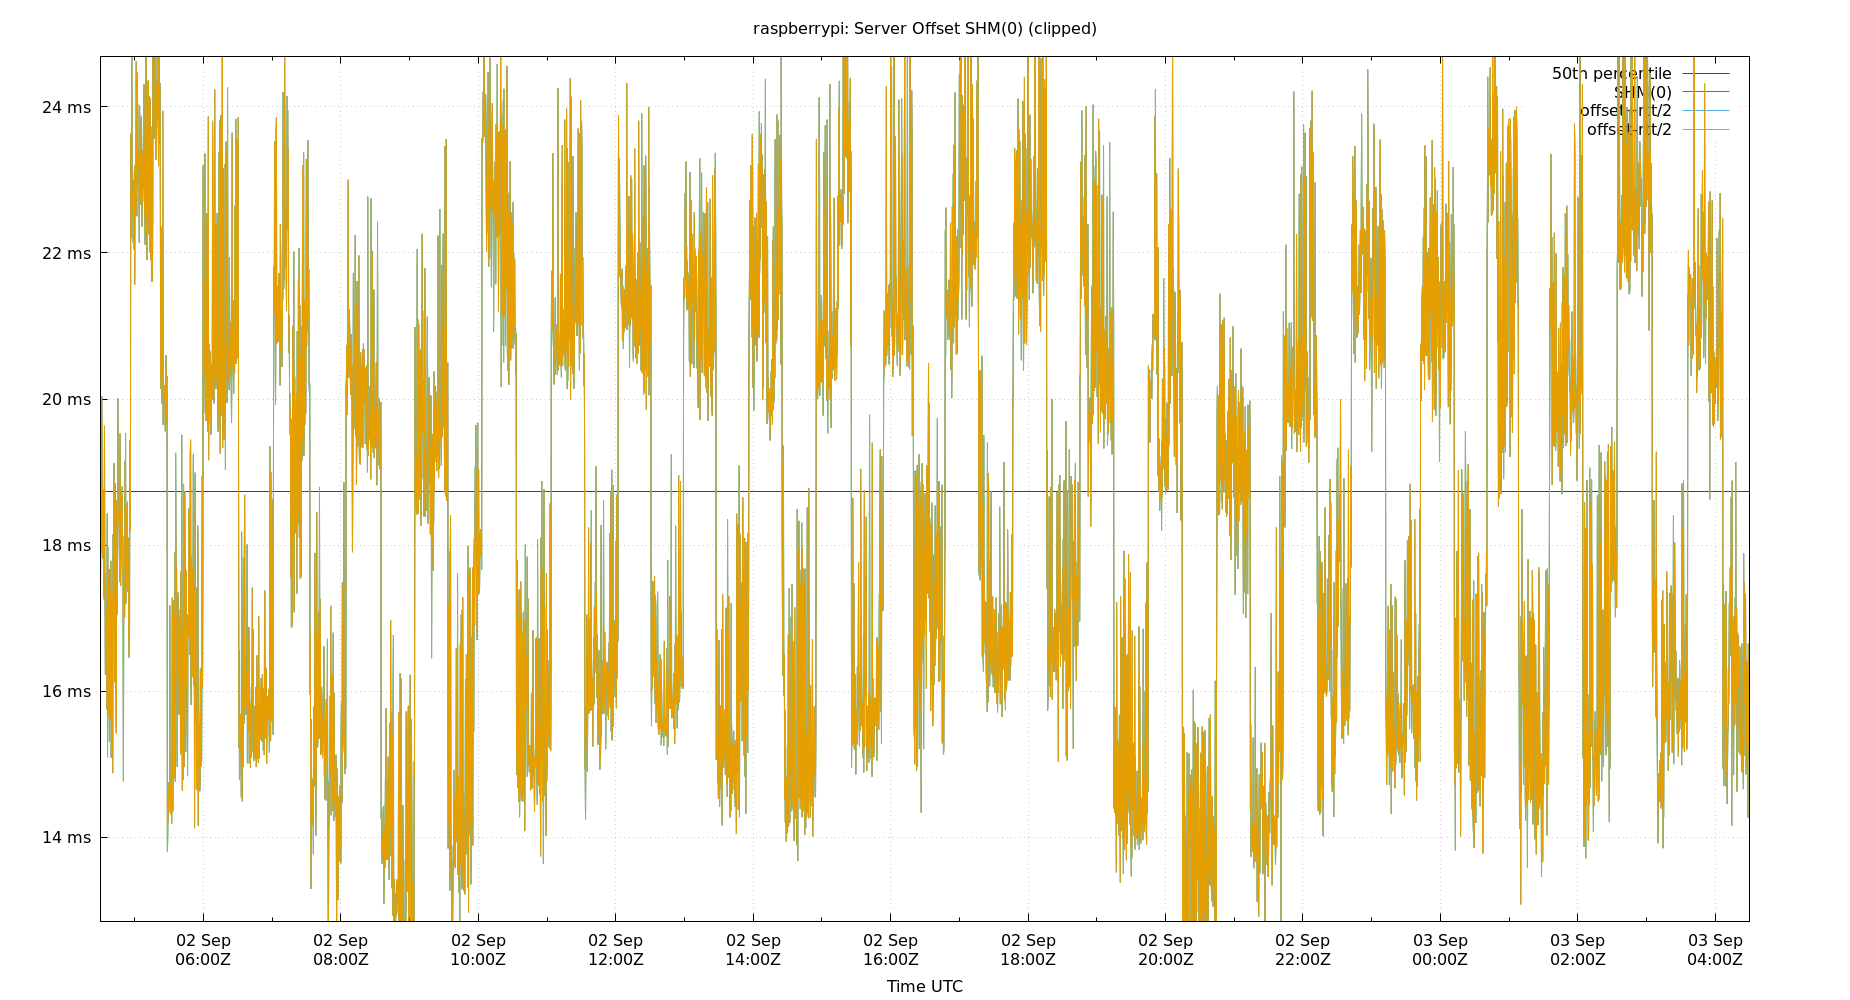 raspberrypi: Server Offset SHM(0) (clipped)
50th percentile
SHM(0)
offset+rtt/2
offset-rtt/2
24 ms
22 ms
20 ms
18 ms
16 ms
14 ms
02 Sep 02 Sep 02 Sep 02 Sep 02 Sep 02 Sep 02 Sep 02 Sep 02 Sep 03 Sep 03 Sep 03 Sep
06:00Z 08:00Z 10:00Z 12:00Z 14:00Z 16:00Z 18:00Z 20:00Z 22:00Z 00:00Z 02:00Z 04:00Z
Time UTC